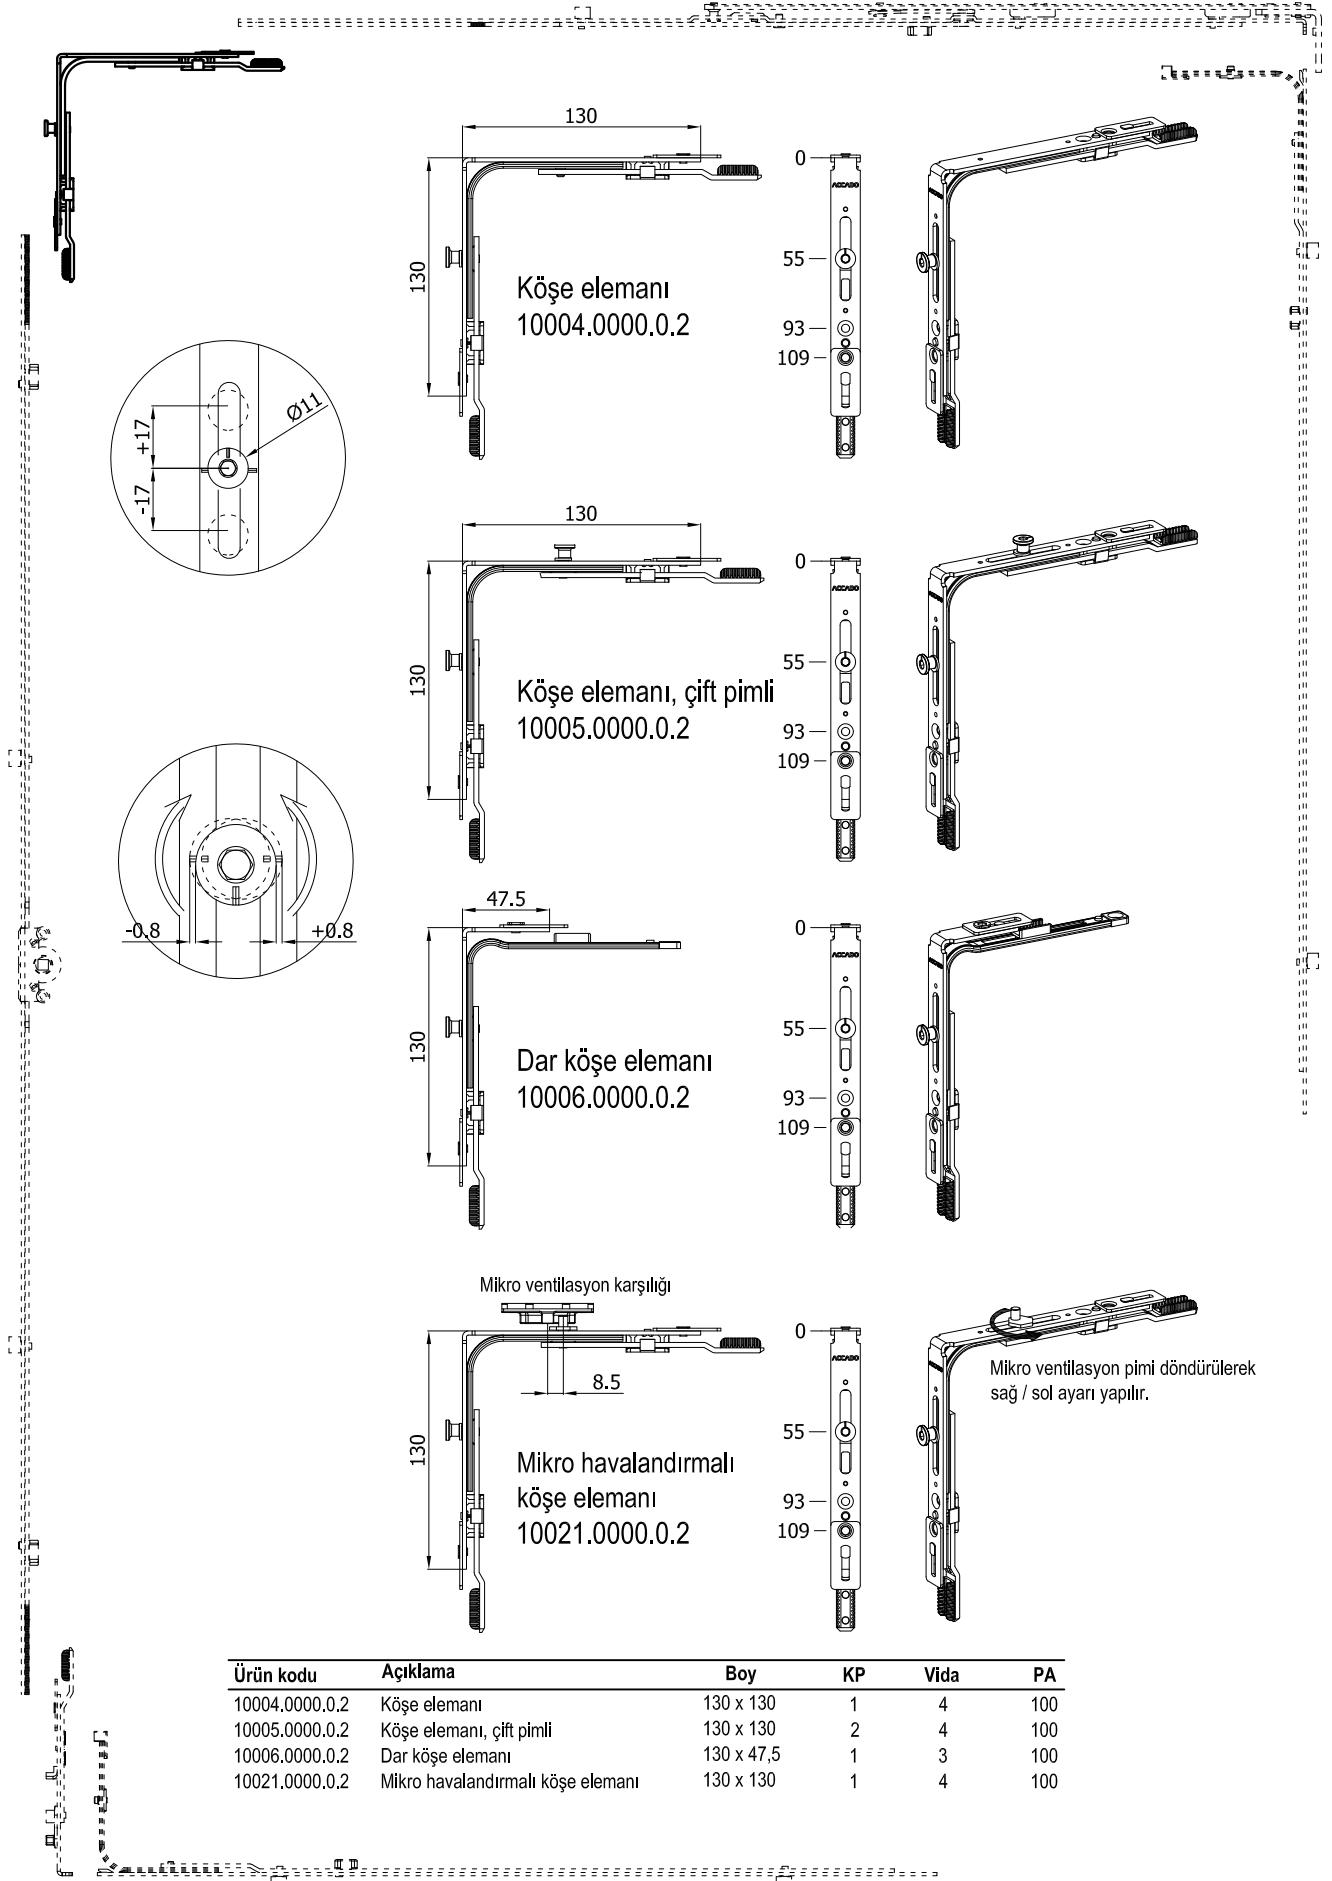 130
0
ACCADO
55
130
Köşe elemanı
10004.0000.0.2
93
109
Ø11
+17
-17
130
0
ACCADO
55
130
Köşe elemanı, çift pimli
10005.0000.0.2
93
109
-0.8
+0.8
47.5
0
ACCADO
55
130
Dar köşe elemanı
10006.0000.0.2
93
109
Mikro ventilasyon karşılığı
0
ACCADO
8.5
Mikro ventilasyon pimi döndürülerek
sağ / sol ayarı yapılır.
55
130
Mikro havalandırmalı
köşe elemanı
10021.0000.0.2
93
109
Ürün kodu Açıklama Boy KP Vida PA
10004.0000.0.2 Köşe elemanı 130 x 130 1 4 100
10005.0000.0.2 Köşe elemanı, çift pimli 130 x 130 2 4 100
10006.0000.0.2 Dar köşe elemanı 130 x 47,5 1 3 100
10021.0000.0.2 Mikro havalandırmalı köşe elemanı 130 x 130 1 4 100